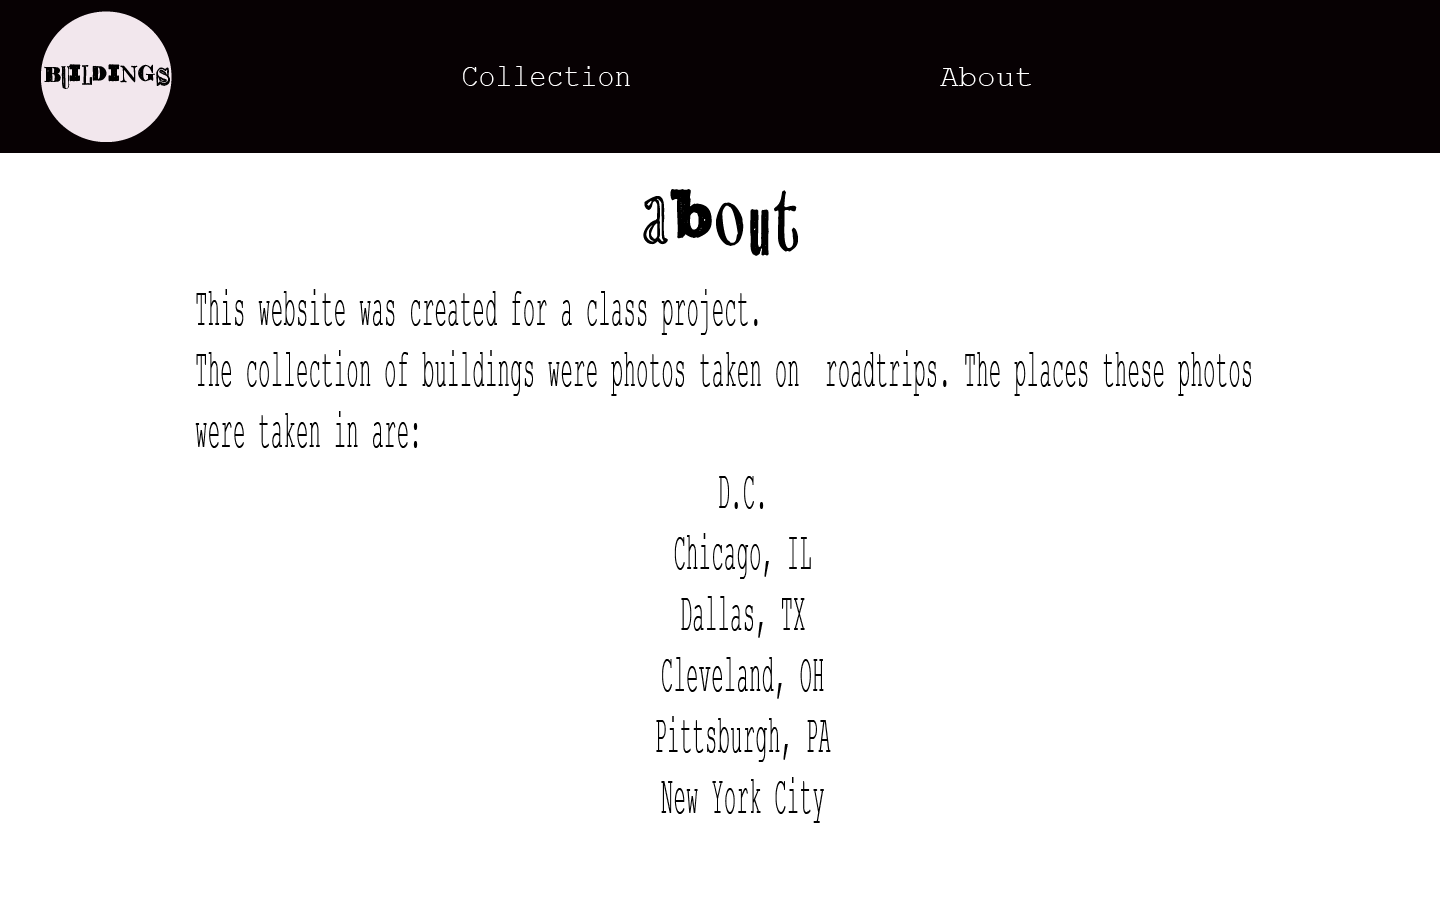 BUILDINGS
Collection
About
about
This website was created for a class project.
The collection of buildings were photos taken on  roadtrips. The places these photos
were taken in are:
D.C.
Chicago, IL
Dallas, TX
Cleveland, OH
Pittsburgh, PA
New York City